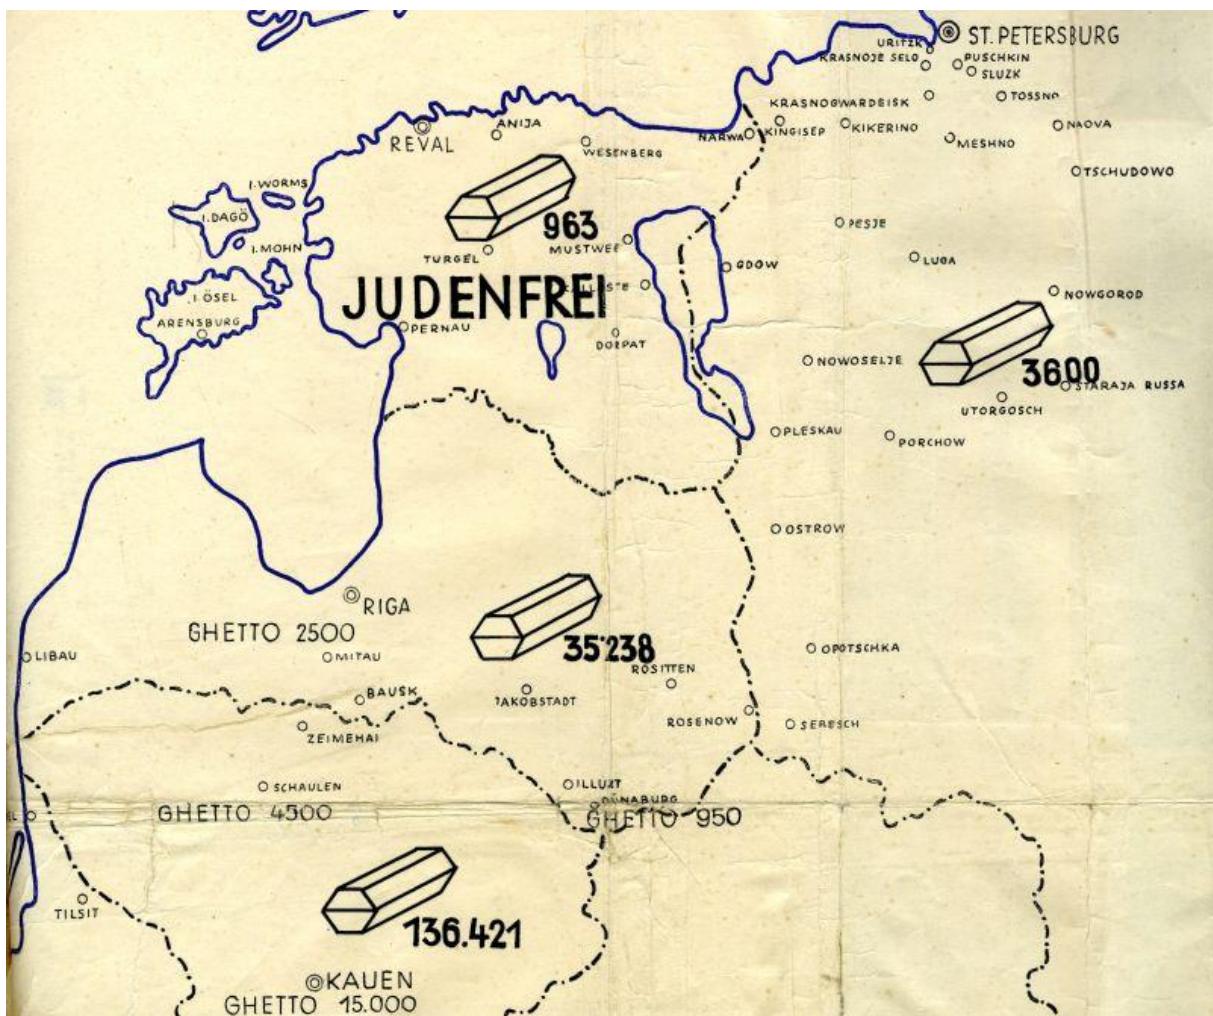 ST. PETERSBURG
URITZK
KRASNOJE SELO
PUSCHKIN
SLUZK
KRASNOGWARDEISK
TOSSNO
REVAL
ANIJA
WESENBERG
NARWA
KINGISEP
KIKERINO
MESHNO
NAOVA
TSCHUDOWO
I. WORMS
I. DAGÖ
I. MOHN
963
MUSTWEE
TURGEL
PESJE
LUGA
GDOW
JUDENFREI
I. ÖSEL
ARENSBURG
PERNAU
DORPAT
NOWGOROD
NOWOSELJE
3600
STARAJA RUSSA
UTORGOSCH
PLESKAU
PORCHOW
OSTROW
RIGA
GHETTO 2500
LIBAU
MITAU
35.238
ROSITTEN
OPOTSCHKA
BAUSK
JAKOBSTADT
ROSENOW
SEBESCH
ZEIMEHAI
SCHAULEN
ILLUXT
DÜNABURG
GHETTO 4500
GHETTO 950
TILSIT
136.421
KAUEN
GHETTO 15.000